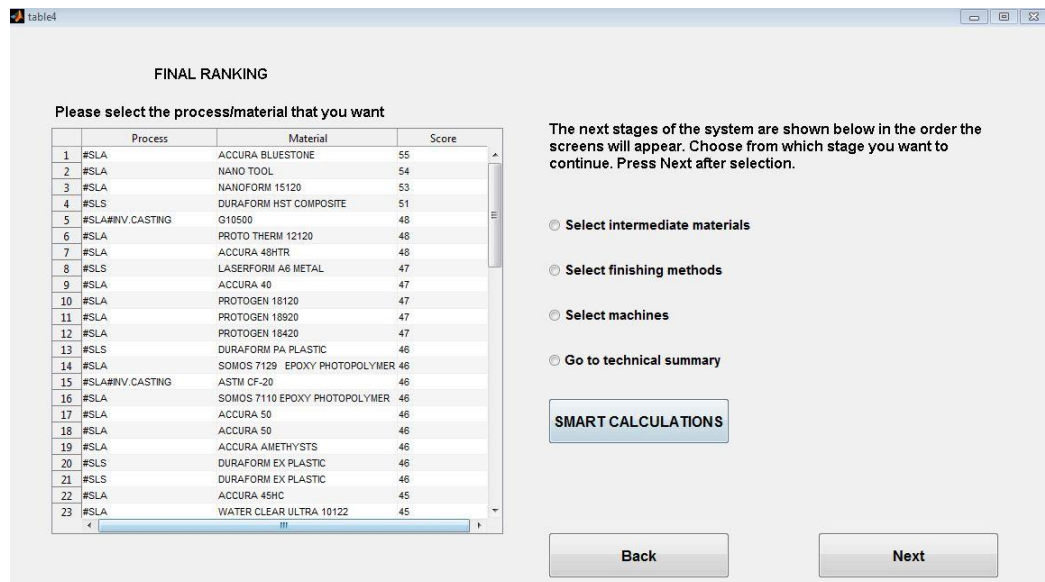 table4
FINAL RANKING
Please select the process/material that you want
Process Material Score
1 #SLA ACCURA BLUESTONE 55
2 #SLA NANO TOOL 54
3 #SLA NANOFORM 15120 53
4 #SLS DURAFORM HST COMPOSITE 51
5 #SLA#INV.CASTING G10500 48
6 #SLA PROTO THERM 12120 48
7 #SLA ACCURA 48HTR 48
8 #SLS LASERFORM A6 METAL 47
9 #SLA ACCURA 40 47
10 #SLA PROTOGEN 18120 47
11 #SLA PROTOGEN 18920 47
12 #SLA PROTOGEN 18420 47
13 #SLS DURAFORM PA PLASTIC 46
14 #SLA SOMOS 7129 EPOXY PHOTOPOLYMER 46
15 #SLA#INV.CASTING ASTM CF-20 46
16 #SLA SOMOS 7110 EPOXY PHOTOPOLYMER 46
17 #SLA ACCURA 50 46
18 #SLA ACCURA 50 46
19 #SLA ACCURA AMETHYSTS 46
20 #SLS DURAFORM EX PLASTIC 46
21 #SLS DURAFORM EX PLASTIC 46
22 #SLA ACCURA 45HC 45
23 #SLA WATER CLEAR ULTRA 10122 45
The next stages of the system are shown below in the order the
screens will appear. Choose from which stage you want to
continue. Press Next after selection.
Select intermediate materials
Select finishing methods
Select machines
Go to technical summary
SMART CALCULATIONS
Back
Next